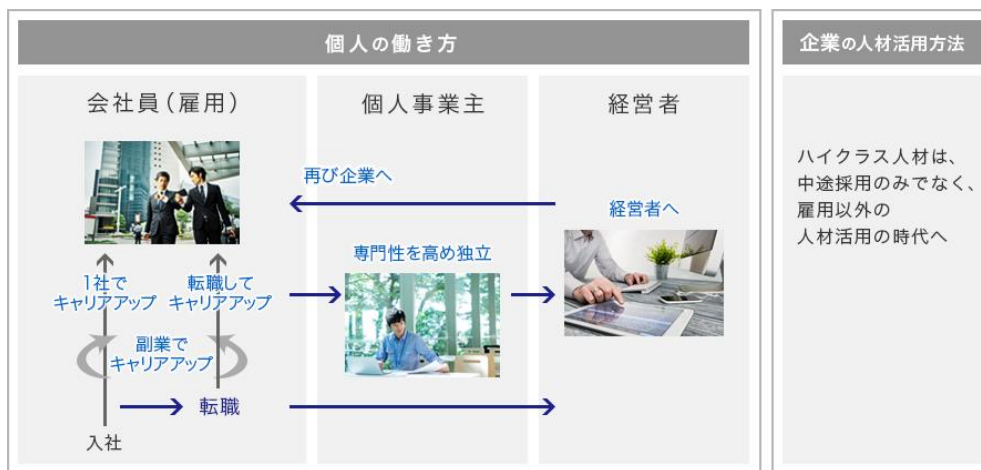 個人の働き方
会社員(雇用)
個人事業主
経営者
再び企業へ
経営者へ
専門性を高め独立
1社で
キャリアアップ
転職して
キャリアアップ
副業で
キャリアアップ
転職
入社
企業の人材活用方法
ハイクラス人材は、
中途採用のみでなく、
雇用以外の
人材活用の時代へ